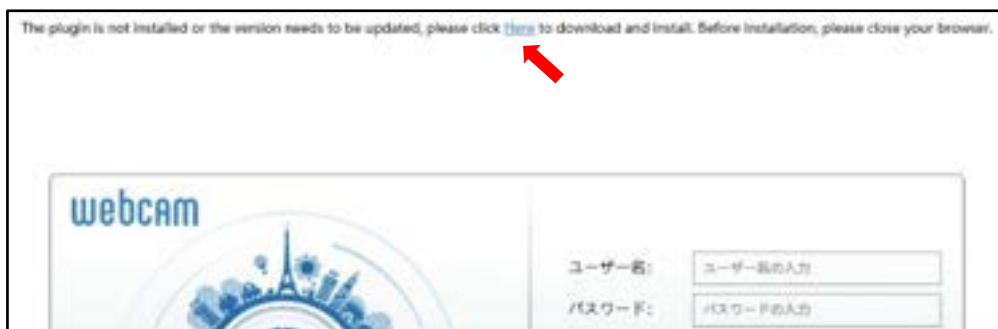 The plugin is not installed or the version needs to be updated, please click Here to download and install. Before installation, please close your browser.
webcam
ユーザー名: ユーザー名の入力
パスワード: パスワードの入力